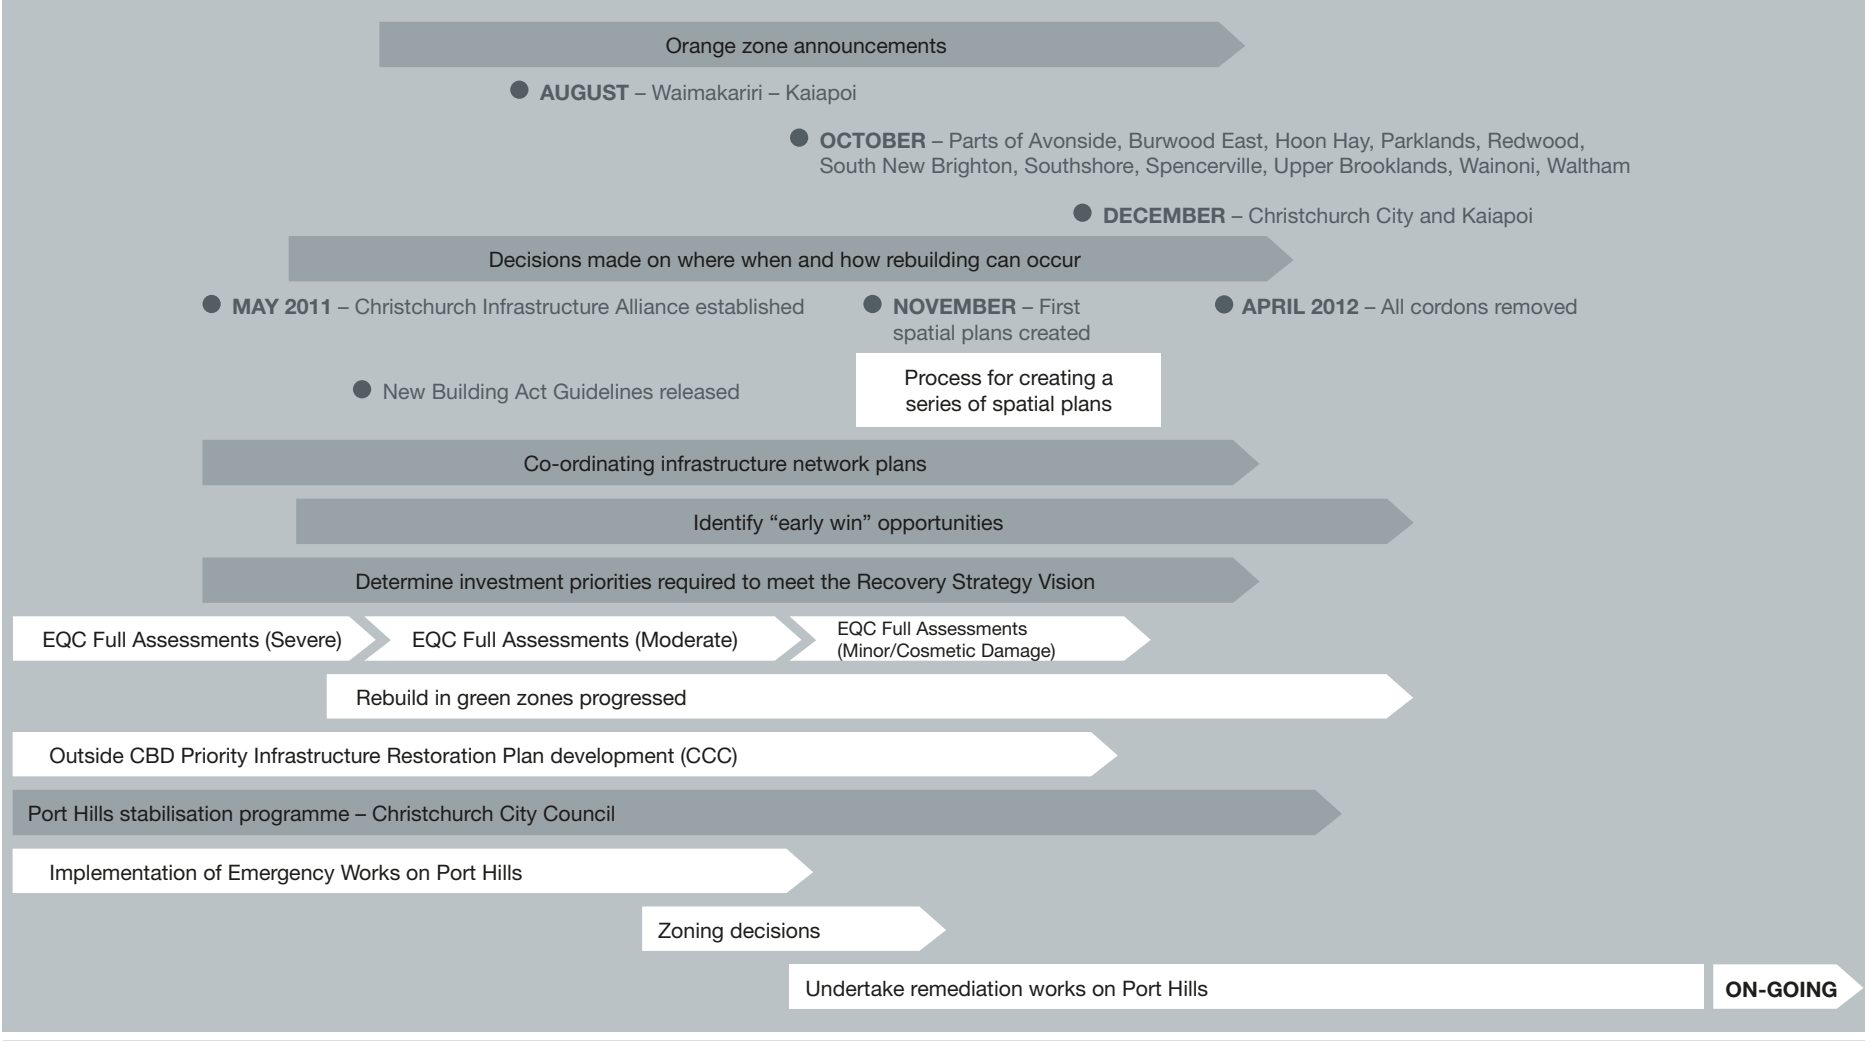 Orange zone announcements
AUGUST – Waimakariri – Kaiapoi
OCTOBER – Parts of Avonside, Burwood East, Hoon Hay, Parklands, Redwood,
South New Brighton, Southshore, Spencerville, Upper Brooklands, Wainoni, Waltham
DECEMBER – Christchurch City and Kaiapoi
Decisions made on where when and how rebuilding can occur
MAY 2011 – Christchurch Infrastructure Alliance established
NOVEMBER – First
spatial plans created
APRIL 2012 – All cordons removed
New Building Act Guidelines released
Process for creating a
series of spatial plans
Co-ordinating infrastructure network plans
Identify “early win” opportunities
Determine investment priorities required to meet the Recovery Strategy Vision
EQC Full Assessments (Severe)
EQC Full Assessments (Moderate)
EQC Full Assessments
(Minor/Cosmetic Damage)
Rebuild in green zones progressed
Outside CBD Priority Infrastructure Restoration Plan development (CCC)
Port Hills stabilisation programme – Christchurch City Council
Implementation of Emergency Works on Port Hills
Zoning decisions
Undertake remediation works on Port Hills
ON-GOING